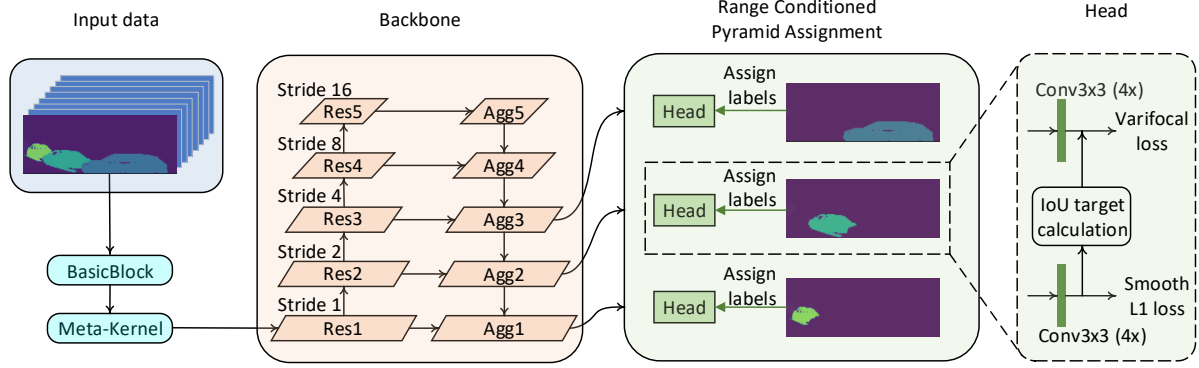 Input data
BasicBlock
Meta-Kernel
Backbone
Stride 16
Res5
Agg5
Stride 8
Res4
Agg4
Stride 4
Res3
Agg3
Stride 2
Res2
Agg2
Stride 1
Res1
Agg1
Range Conditioned
Pyramid Assignment
Head
Assign
labels
Head
Assign
labels
Head
Assign
labels
Head
Conv3x3 (4x)
Varifocal
loss
IoU target
calculation
Smooth
L1 loss
Conv3x3 (4x)